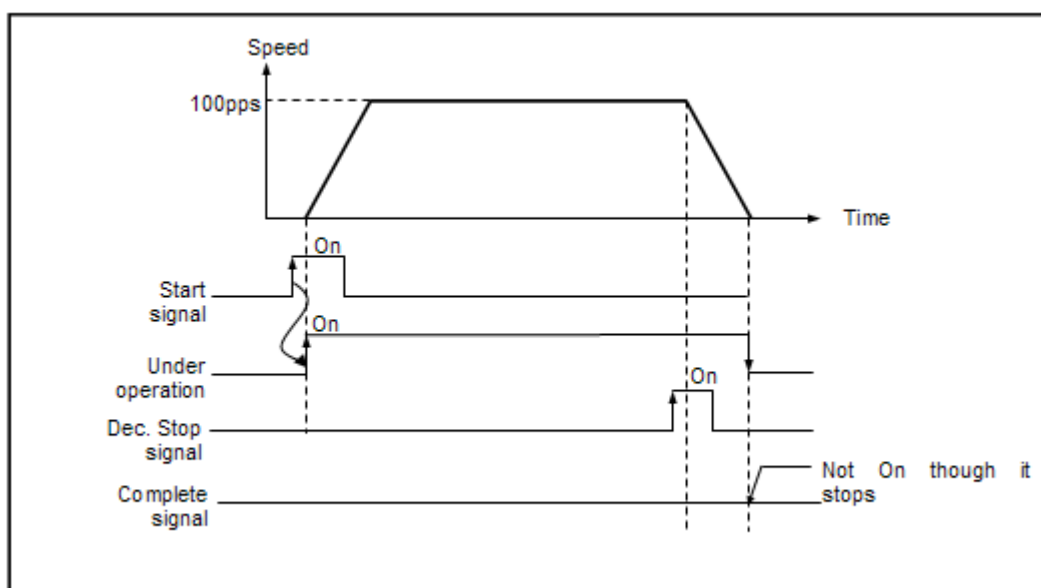 Speed
100pps
Time
On
Start
signal
On
Under
operation
On
Dec. Stop
signal
Not On though it
stops
Complete
signal